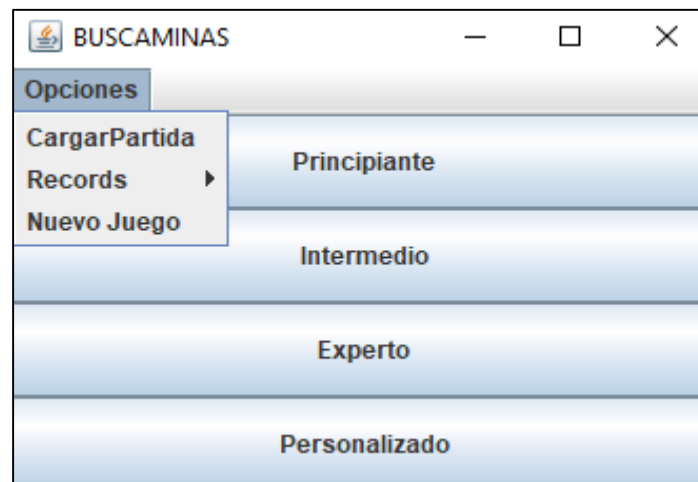 BUSCAMINAS
Opciones
CargarPartida
Records
Nuevo Juego
Principiante
Intermedio
Experto
Personalizado